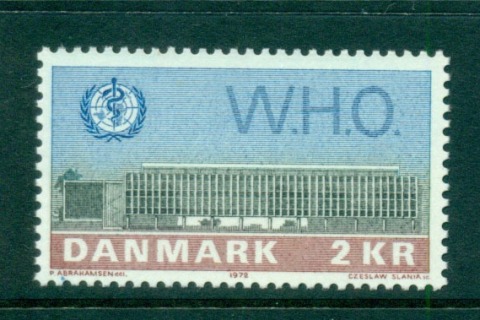 W.H.O.
DANMARK 2 KR
P. ABRAHAMSEN del. 1972 CZESLAW SLANIA sc.